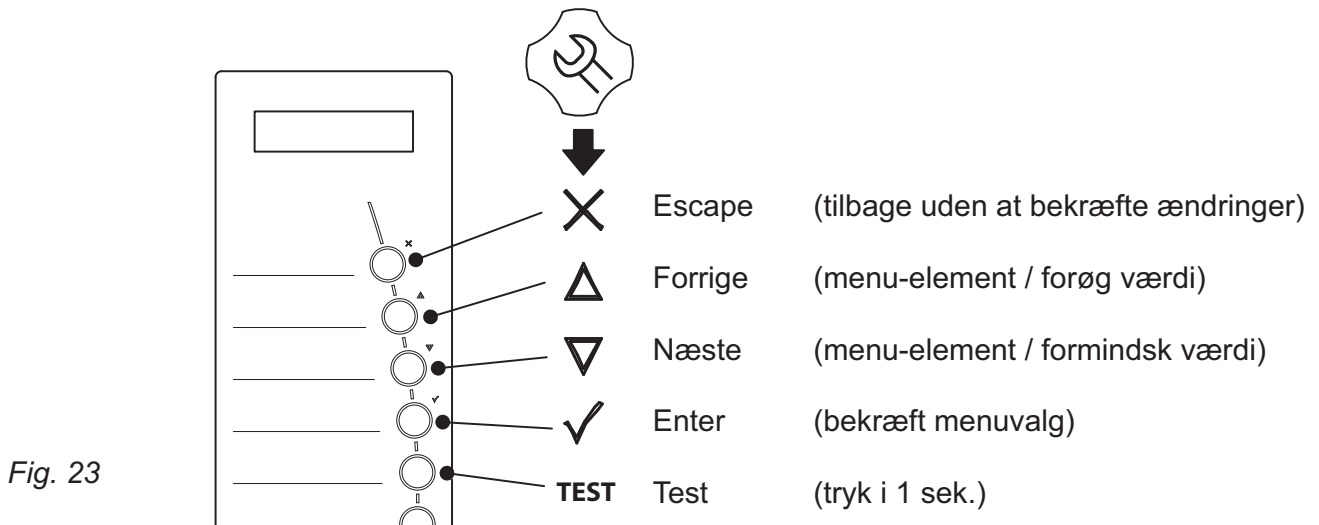 Escape (tilbage uden at bekræfte ændringer)
Forrige (menu-element / forøg værdi)
Næste (menu-element / formindsk værdi)
Enter (bekræft menuvalg)
TEST Test (tryk i 1 sek.)
Fig. 23